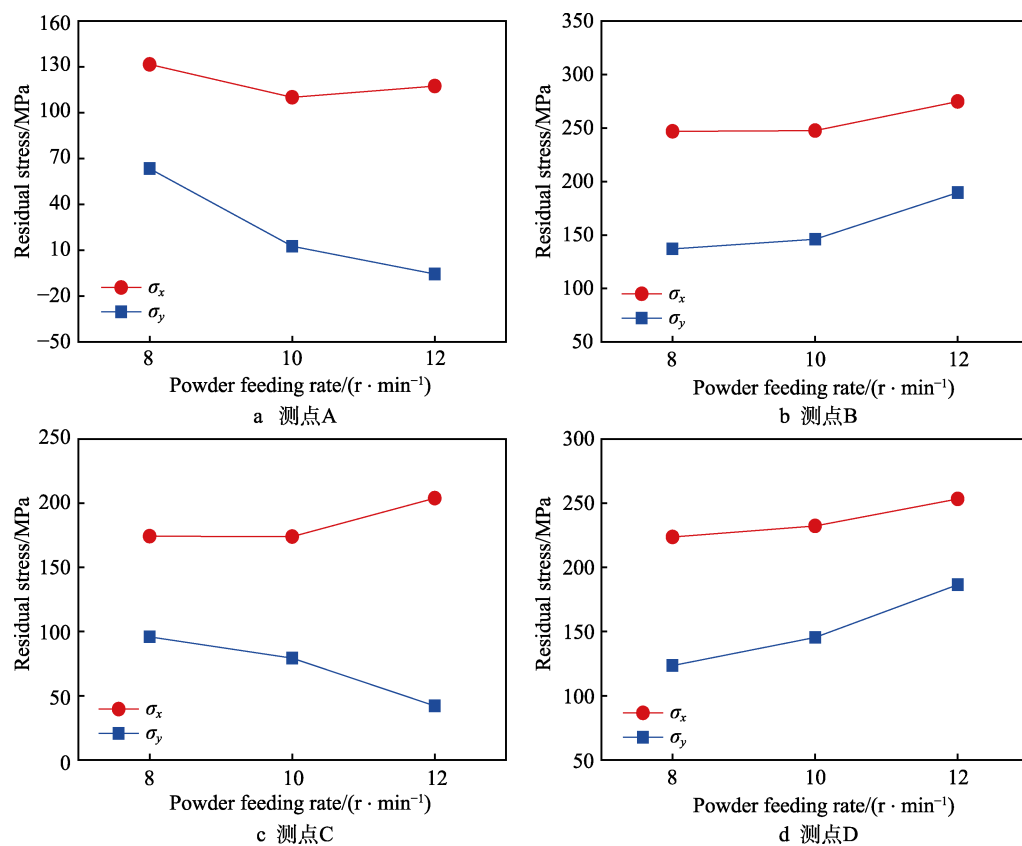 160
130
100
70
40
10
−20
−50
Residual stress/MPa
σx
σy
8 10 12
Powder feeding rate/(r · min⁻¹)
a 测点A
350
300
250
200
150
100
50
Residual stress/MPa
σx
σy
8 10 12
Powder feeding rate/(r · min⁻¹)
b 测点B
250
200
150
100
50
0
Residual stress/MPa
σx
σy
8 10 12
Powder feeding rate/(r · min⁻¹)
c 测点C
300
250
200
150
100
50
Residual stress/MPa
σx
σy
8 10 12
Powder feeding rate/(r · min⁻¹)
d 测点D